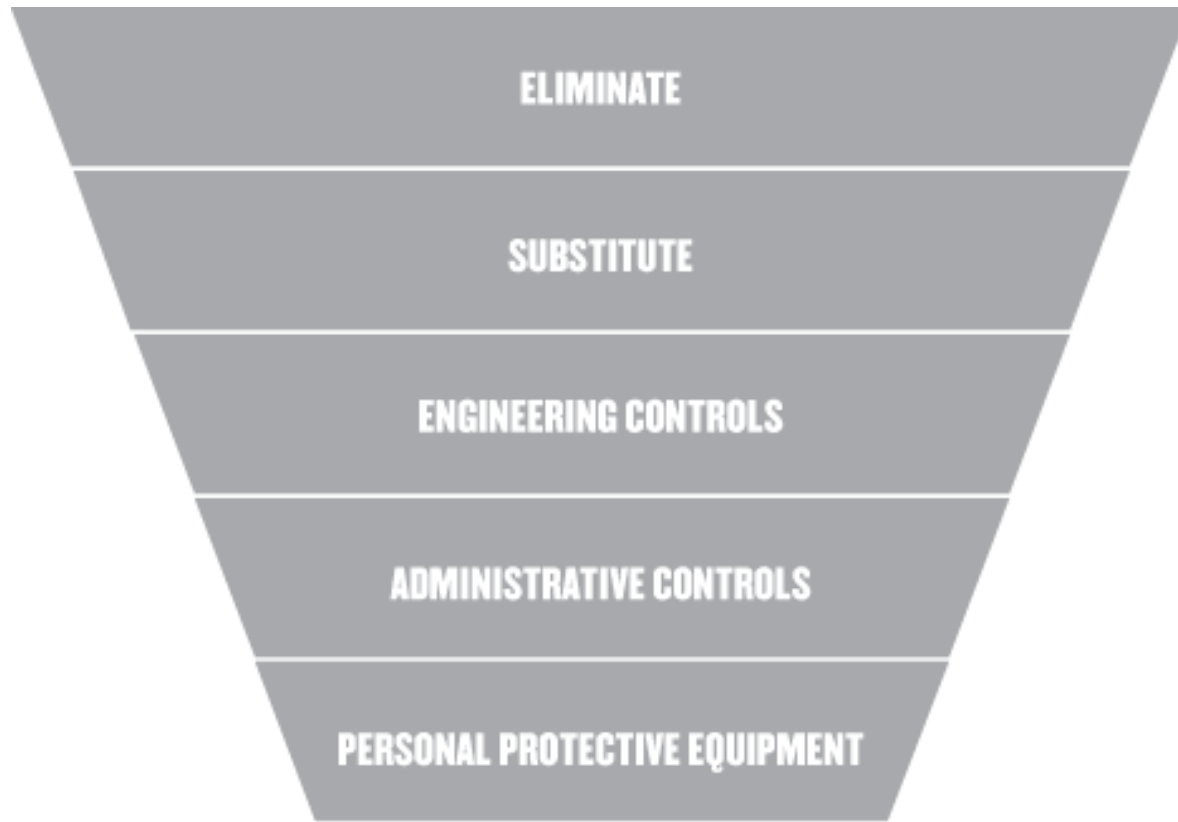 ELIMINATE
SUBSTITUTE
ENGINEERING CONTROLS
ADMINISTRATIVE CONTROLS
PERSONAL PROTECTIVE EQUIPMENT